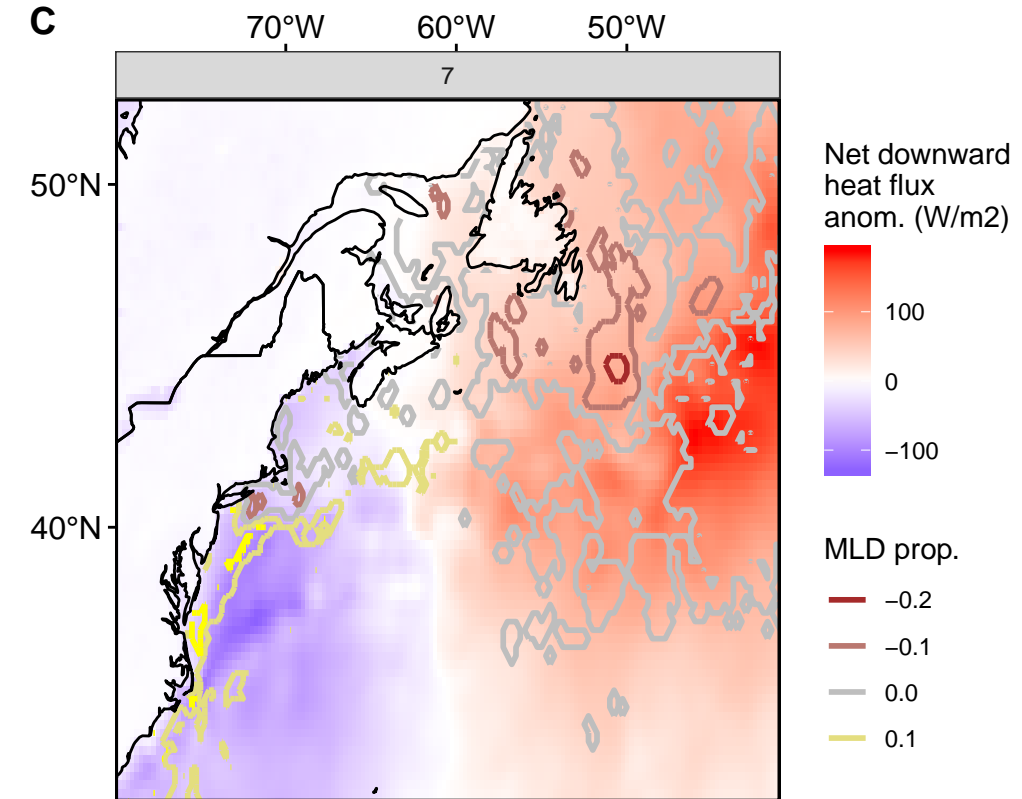 C
70°W 60°W 50°W
7
50°N
40°N
Net downward
heat flux
anom. (W/m2)
100
0
−100
MLD prop.
−0.2
−0.1
0.0
0.1